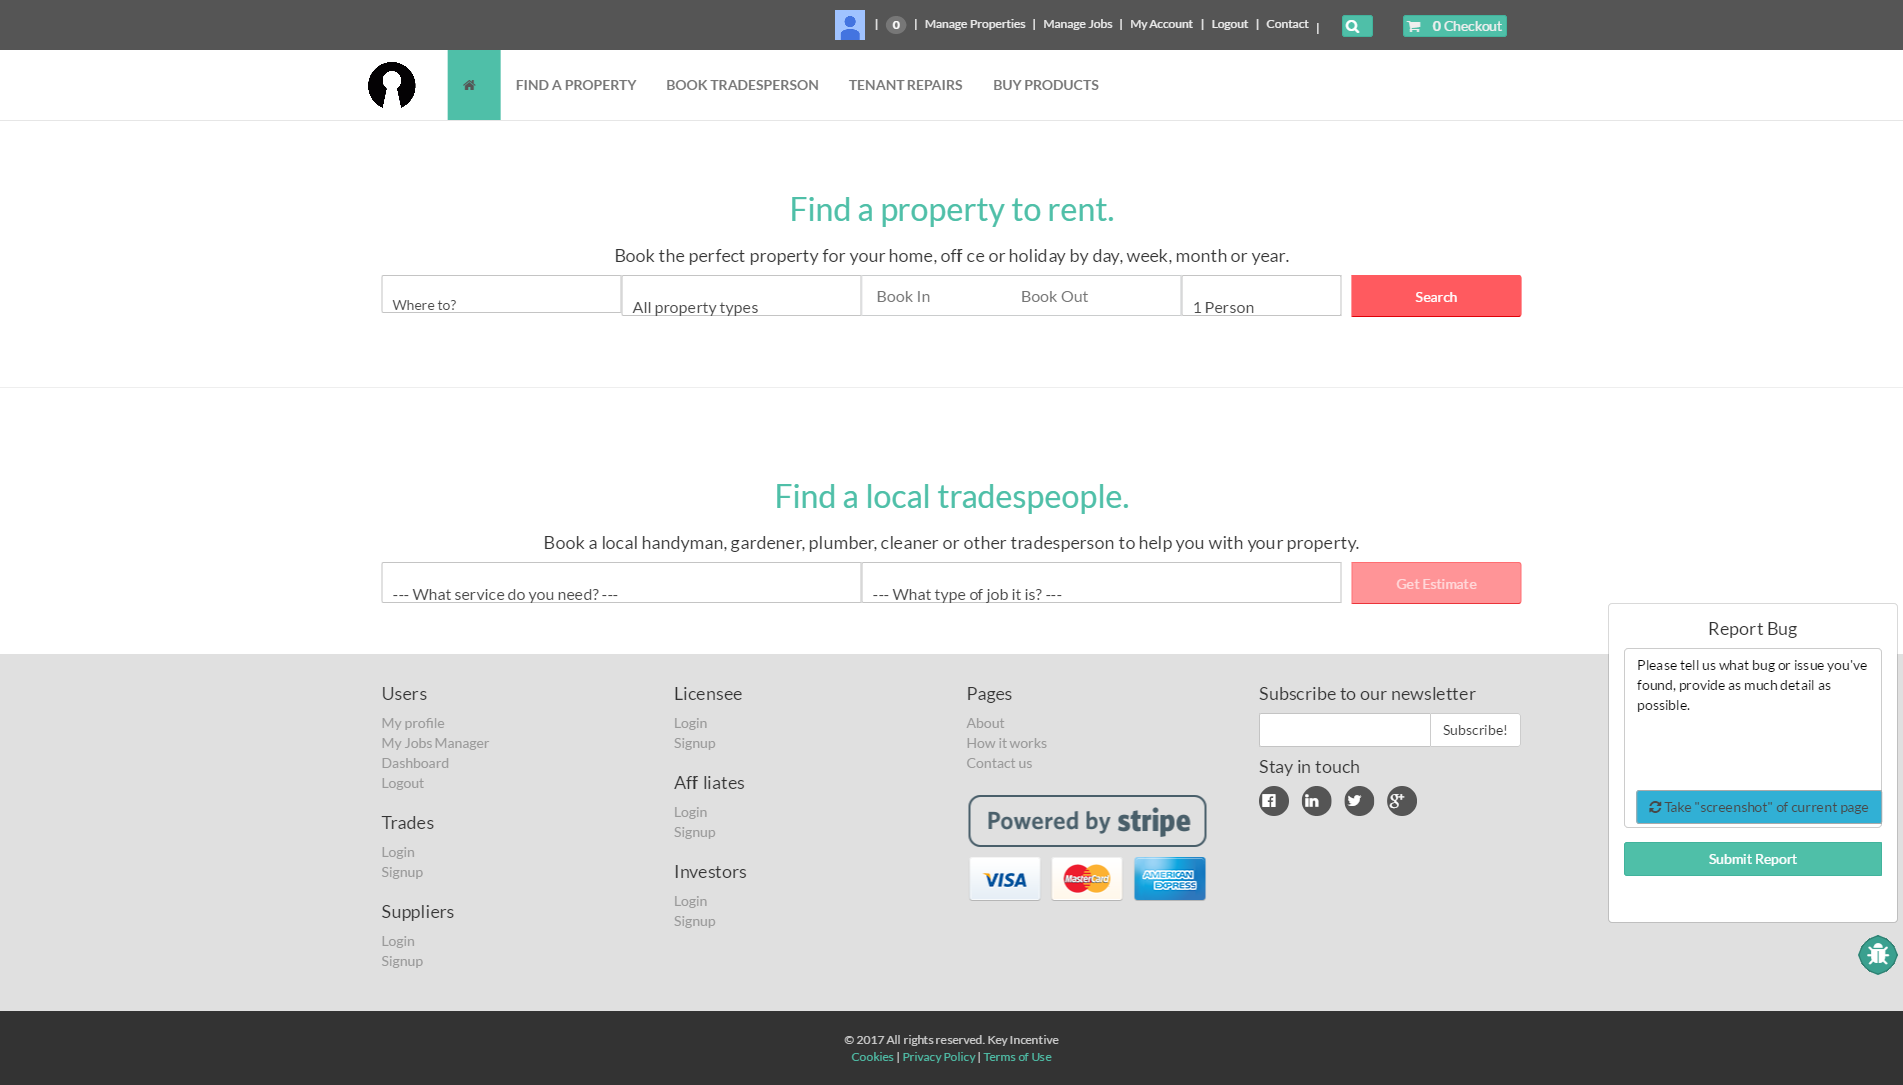 | 0 | Manage Properties | Manage Jobs | My Account | Logout | Contact | 0 Checkout
FIND A PROPERTY BOOK TRADESPERSON TENANT REPAIRS BUY PRODUCTS
Find a property to rent.
Book the perfect property for your home, off ce or holiday by day, week, month or year.
Where to? All property types Book In Book Out 1 Person Search
Find a local tradespeople.
Book a local handyman, gardener, plumber, cleaner or other tradesperson to help you with your property.
--- What service do you need? --- --- What type of job it is? --- Get Estimate
Report Bug
Please tell us what bug or issue you've
found, provide as much detail as
possible.
Take "screenshot" of current page
Submit Report
Users
My profile
My Jobs Manager
Dashboard
Logout
Trades
Login
Signup
Suppliers
Login
Signup
Licensee
Login
Signup
Aff liates
Login
Signup
Investors
Login
Signup
Pages
About
How it works
Contact us
Powered by stripe
VISA MasterCard AMERICAN EXPRESS
Subscribe to our newsletter
Subscribe!
Stay in touch
© 2017 All rights reserved. Key Incentive
Cookies | Privacy Policy | Terms of Use